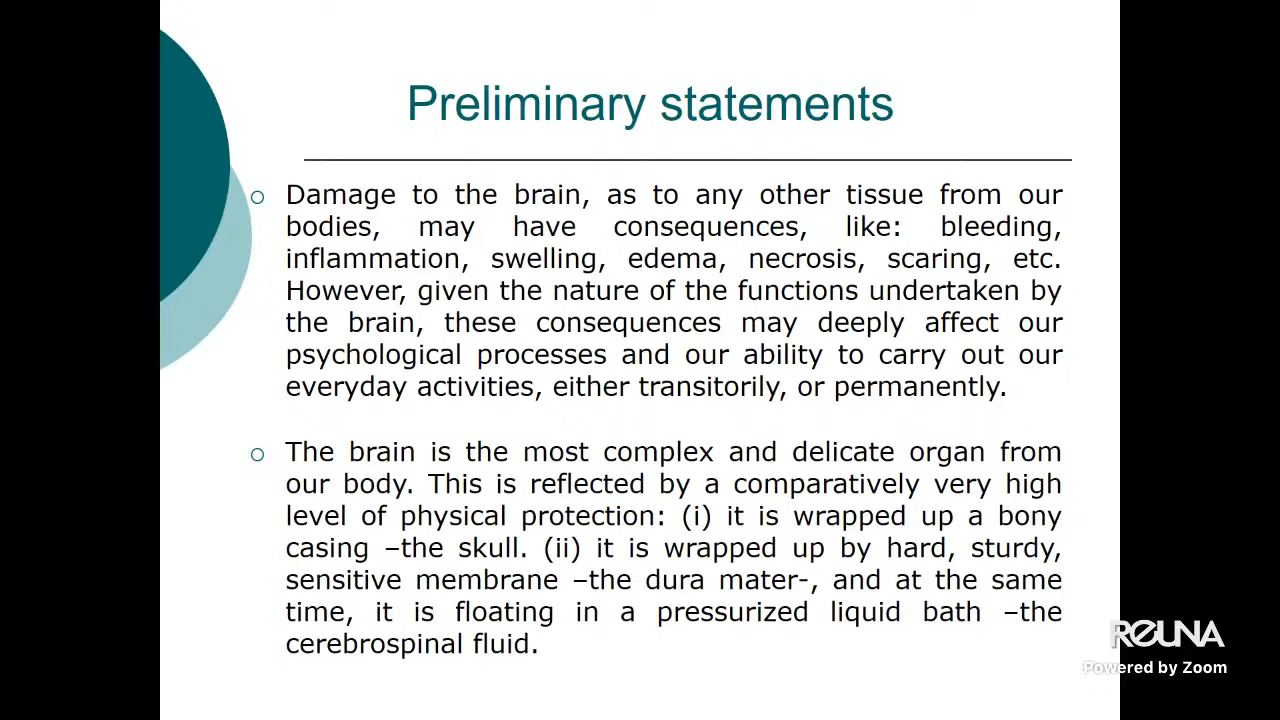 Preliminary statements
Damage to the brain, as to any other tissue from our
bodies, may have consequences, like: bleeding,
inflammation, swelling, edema, necrosis, scaring, etc.
However, given the nature of the functions undertaken by
the brain, these consequences may deeply affect our
psychological processes and our ability to carry out our
everyday activities, either transitorily, or permanently.
The brain is the most complex and delicate organ from
our body. This is reflected by a comparatively very high
level of physical protection: (i) it is wrapped up a bony
casing –the skull. (ii) it is wrapped up by hard, sturdy,
sensitive membrane –the dura mater-, and at the same
time, it is floating in a pressurized liquid bath –the
cerebrospinal fluid.
REUNA
Powered by Zoom